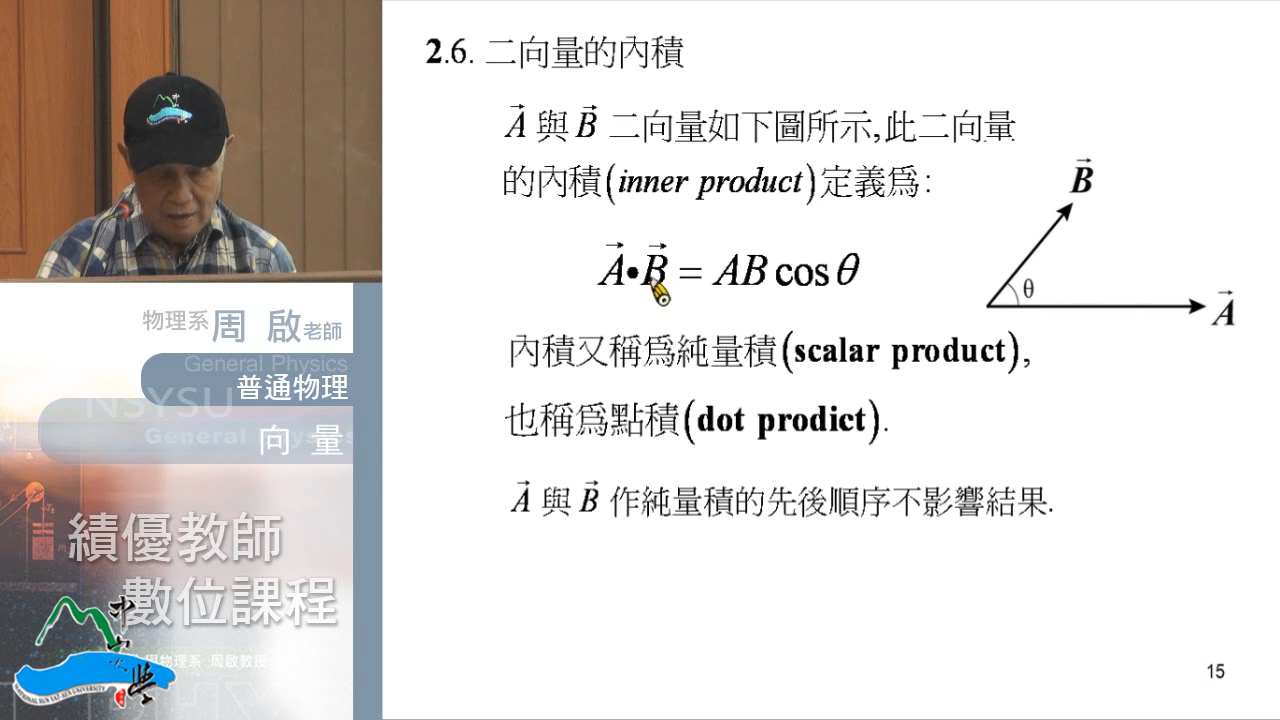 2.6. 二向量的內積
A⃗ 與 B⃗ 二向量如下圖所示,此二向量
的內積(inner product)定義為:
A⃗•B⃗ = AB cos θ
B⃗
θ
A⃗
內積又稱為純量積(scalar product),
也稱為點積(dot prodict).
A⃗ 與 B⃗ 作純量積的先後順序不影響結果.
15
物理系周 啟老師
General Physics
普通物理
NSYSU
General Physics
向 量
績優教師
數位課程
物理系 周啟教授
中山大學
NATIONAL SUN YAT-SEN UNIVERSITY